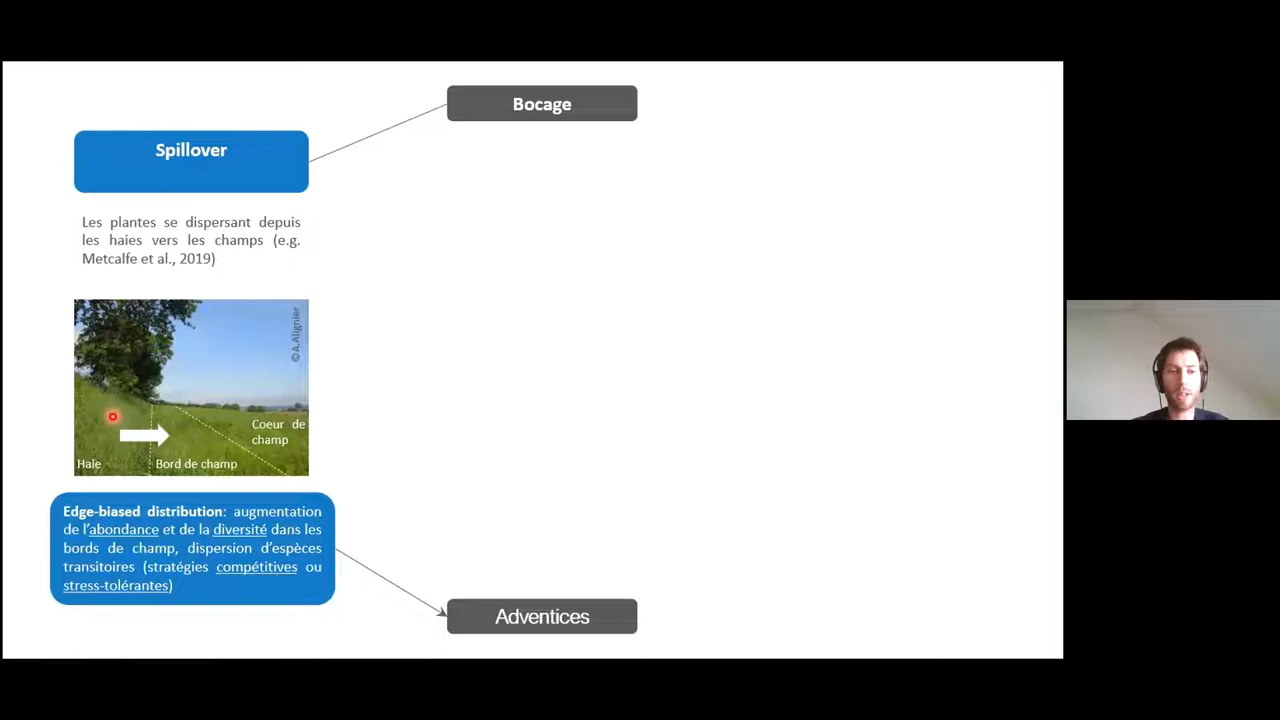 Bocage
Spillover
Les plantes se dispersant depuis
les haies vers les champs (e.g.
Metcalfe et al., 2019)
©A.Alignier
Coeur de
champ
Haie
Bord de champ
Edge-biased distribution: augmentation
de l'abondance et de la diversité dans les
bords de champ, dispersion d'espèces
transitoires (stratégies compétitives ou
stress-tolérantes)
Adventices